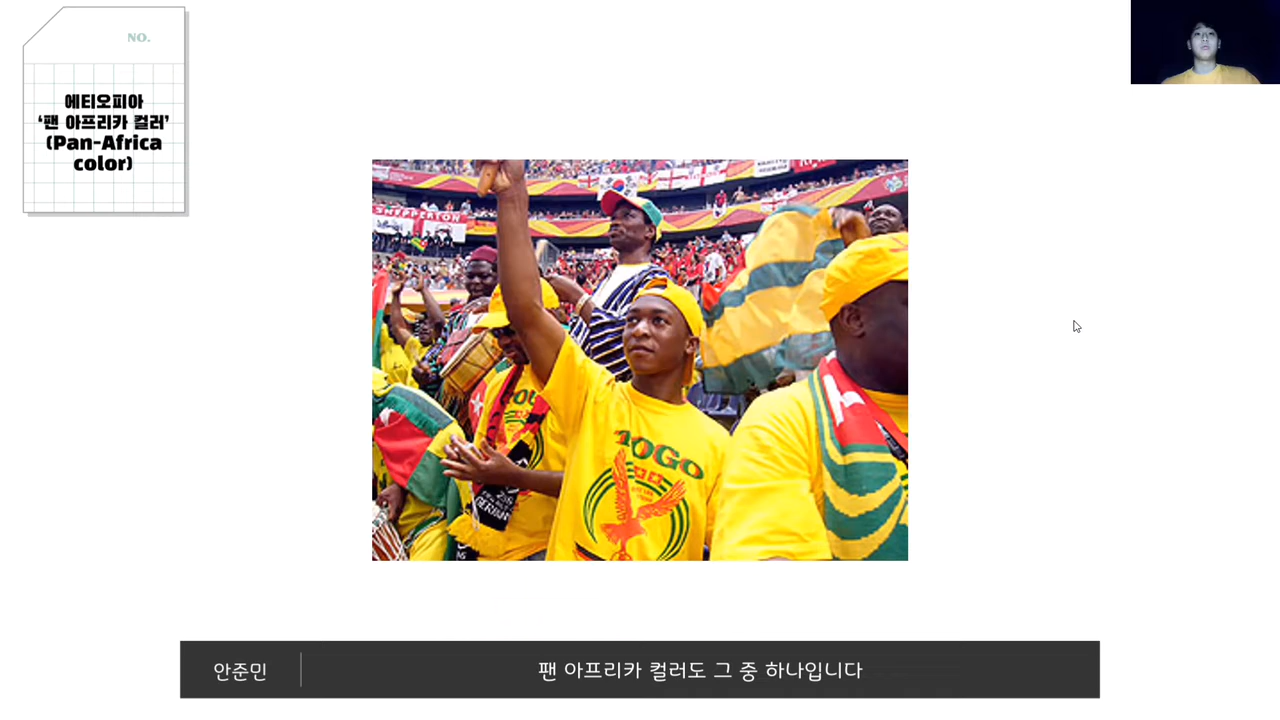 NO.
에티오피아
‘팬 아프리카 컬러’
(Pan-Africa
color)
SHEPPERTON
TOGO
안준민
팬 아프리카 컬러도 그 중 하나입니다